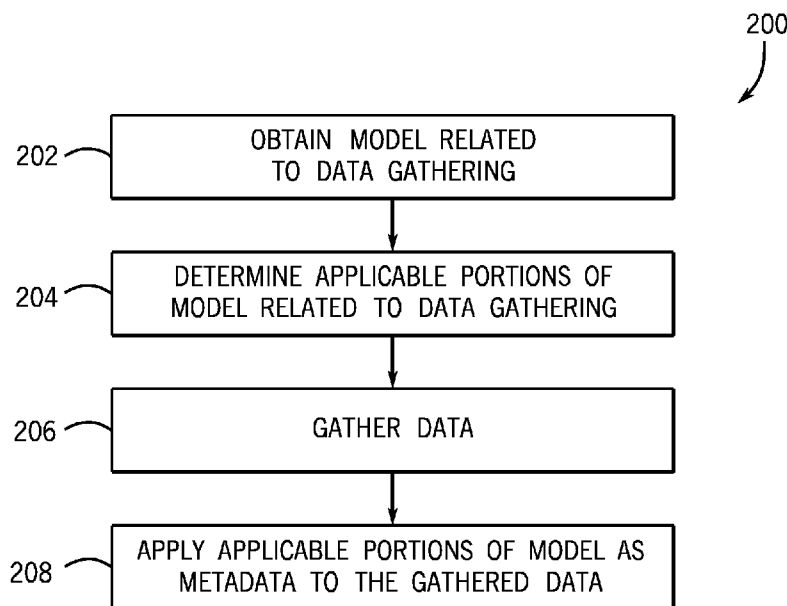 200
202
OBTAIN MODEL RELATED
TO DATA GATHERING
204
DETERMINE APPLICABLE PORTIONS OF
MODEL RELATED TO DATA GATHERING
206
GATHER DATA
208
APPLY APPLICABLE PORTIONS OF MODEL AS
METADATA TO THE GATHERED DATA